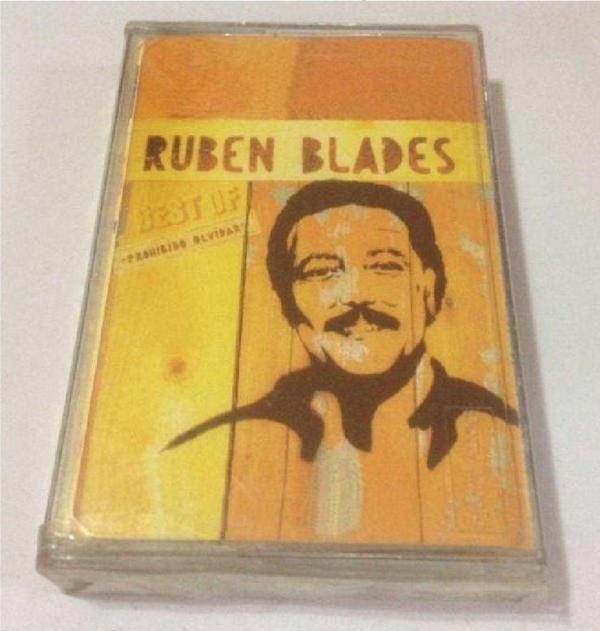 RUBEN BLADES
BEST OF
"PROHIBIDO OLVIDAR"